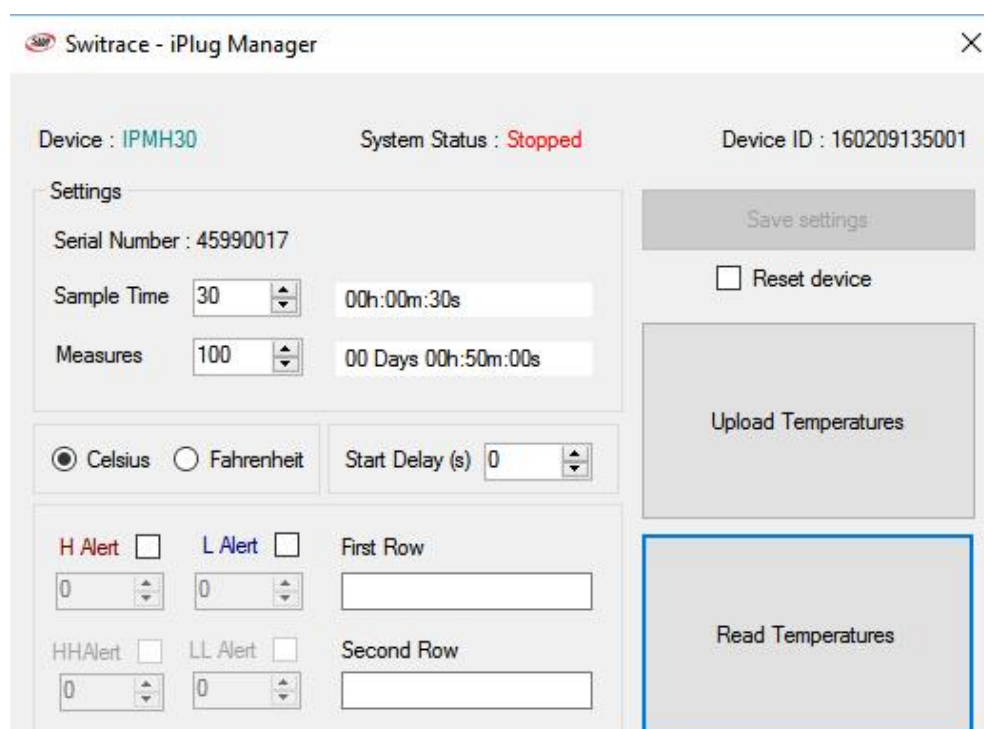 Switrace - iPlug Manager
Device : IPMH30 System Status : Stopped Device ID : 160209135001
Settings
Serial Number : 45990017
Save settings
Sample Time 30 00h:00m:30s
Reset device
Measures 100 00 Days 00h:50m:00s
Upload Temperatures
Celsius Fahrenheit Start Delay (s) 0
H Alert L Alert First Row
0 0
Read Temperatures
HHAlert LL Alert Second Row
0 0